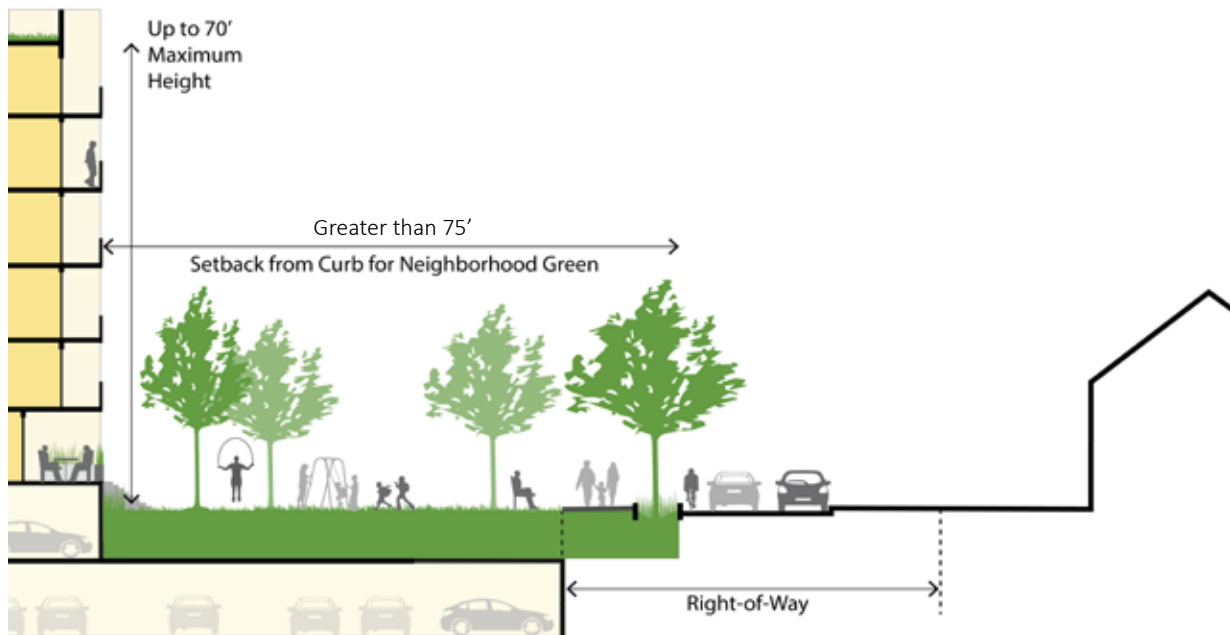 Up to 70’
Maximum
Height
Greater than 75’
Setback from Curb for Neighborhood Green
Right-of-Way